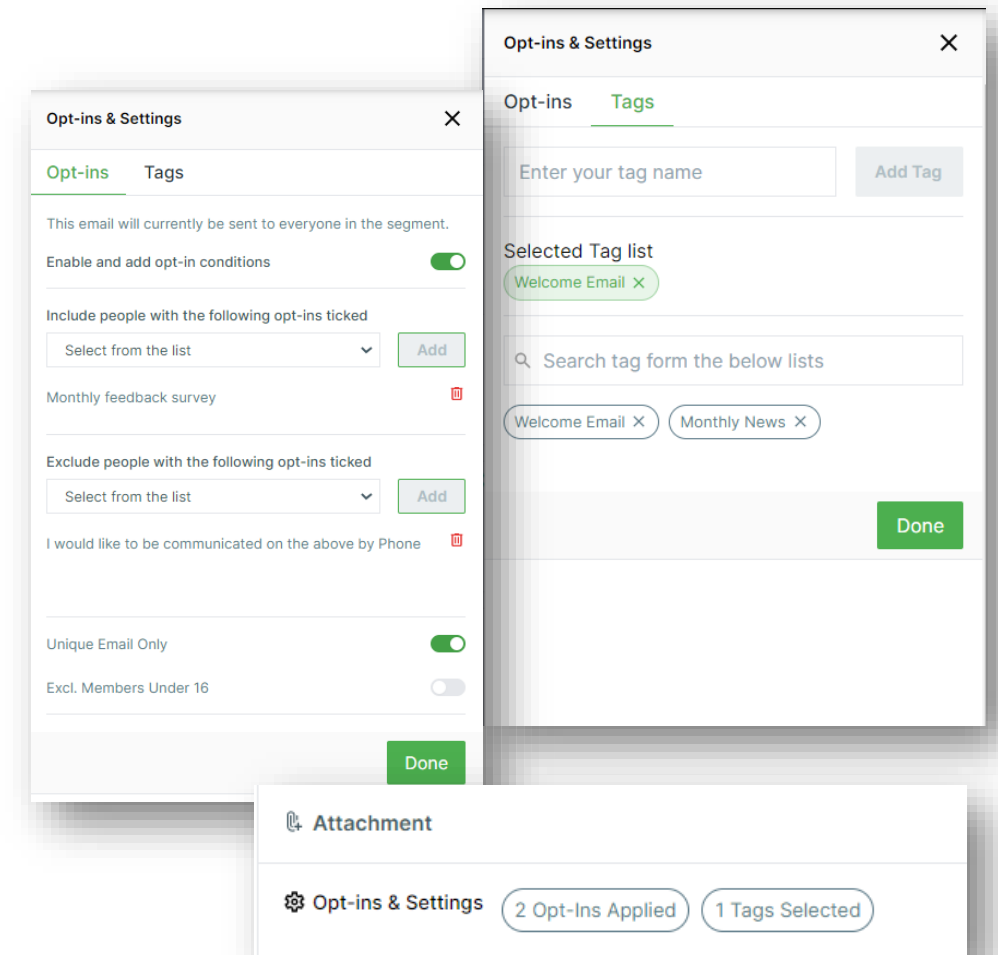 Opt-ins & Settings
Opt-ins Tags
This email will currently be sent to everyone in the segment.
Enable and add opt-in conditions
Include people with the following opt-ins ticked
Select from the list Add
Monthly feedback survey
Exclude people with the following opt-ins ticked
Select from the list Add
I would like to be communicated on the above by Phone
Unique Email Only
Excl. Members Under 16
Done
Opt-ins & Settings
Opt-ins Tags
Enter your tag name Add Tag
Selected Tag list
Welcome Email
Search tag form the below lists
Welcome Email Monthly News
Done
Attachment
Opt-ins & Settings 2 Opt-Ins Applied 1 Tags Selected